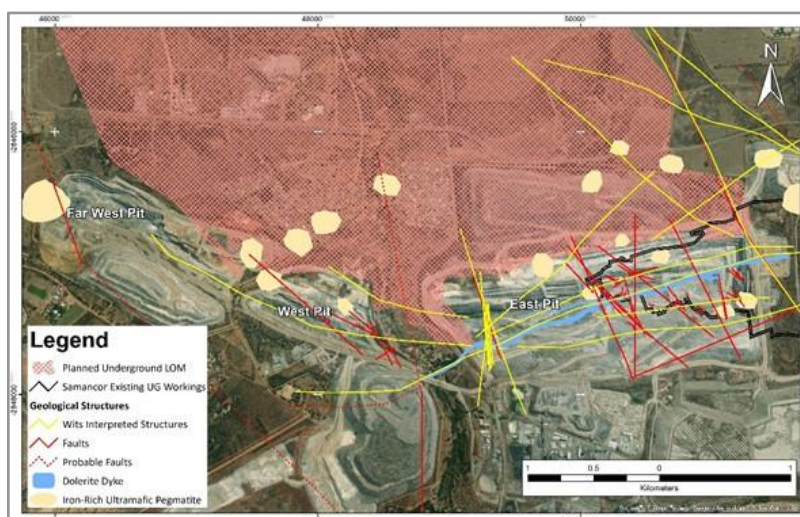 46000
48000
50000
N
-2646000
Far West Pit
West Pit
East Pit
Legend
Planned Underground LOM
Samancor Existing UG Workings
Geological Structures
Wits Interpreted Structures
Faults
Probable Faults
Dolerite Dyke
Iron-Rich Ultramafic Pegmatite
-2648000
1 0.5 0 1
Kilometers